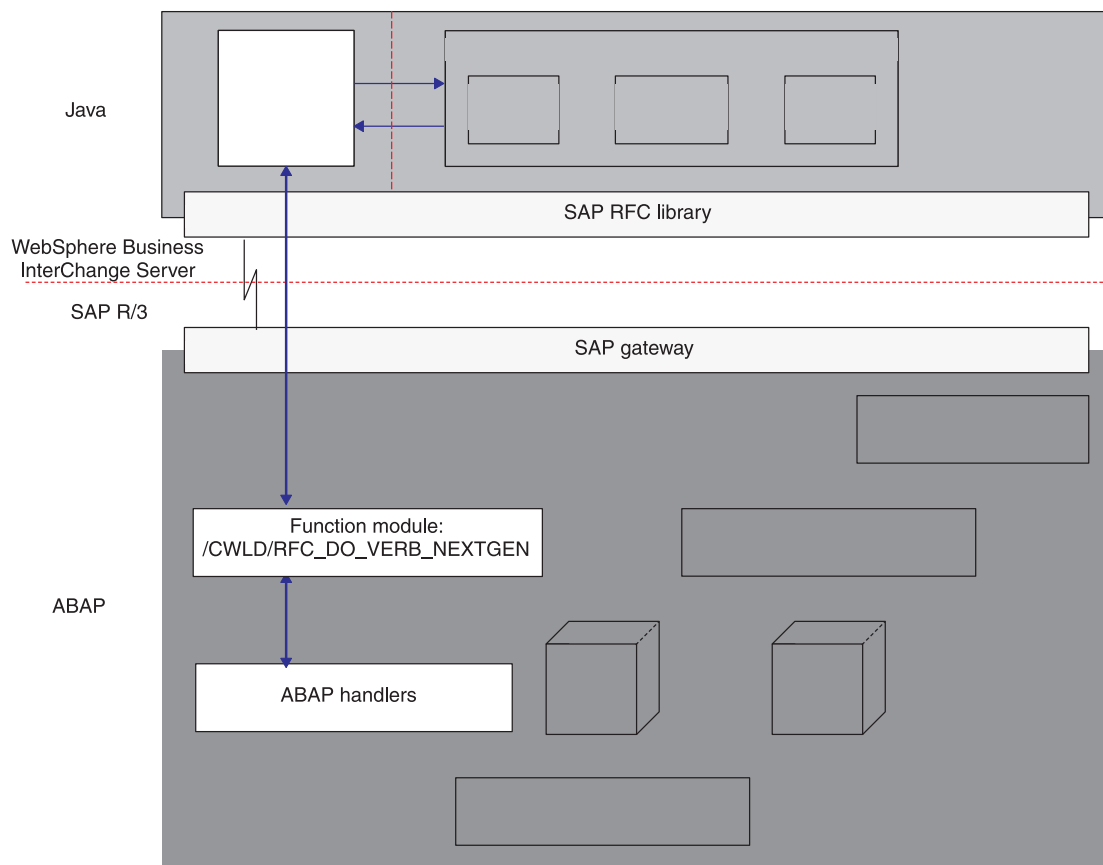 Java
SAP RFC library
WebSphere Business
InterChange Server
SAP R/3
SAP gateway
Function module:
/CWLD/RFC_DO_VERB_NEXTGEN
ABAP
ABAP handlers